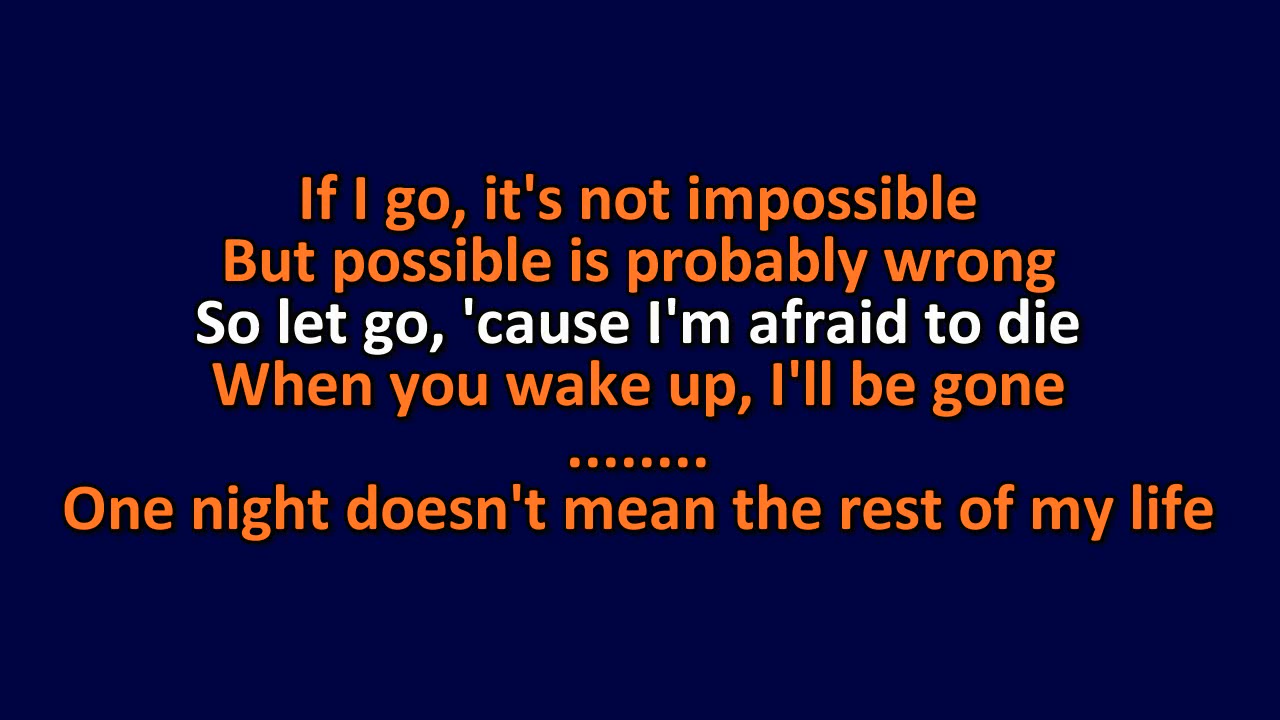 If I go, it's not impossible
But possible is probably wrong
So let go, 'cause I'm afraid to die
When you wake up, I'll be gone
........
One night doesn't mean the rest of my life